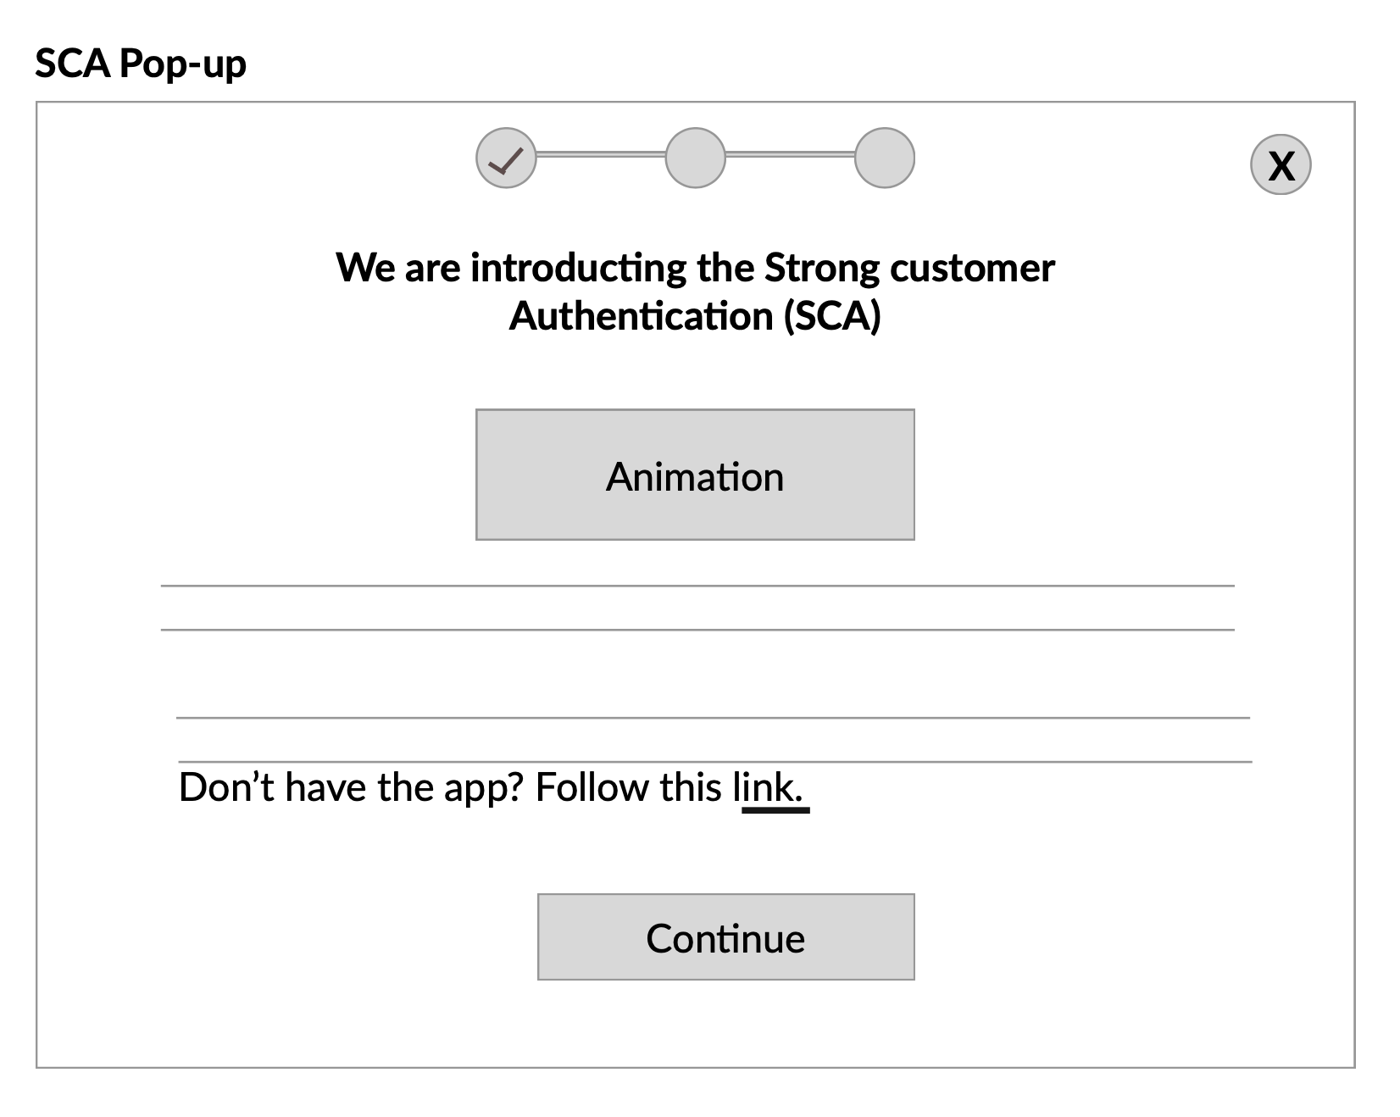 SCA Pop-up
X
We are introducting the Strong customer
Authentication (SCA)
Animation
Don’t have the app? Follow this link.
Continue